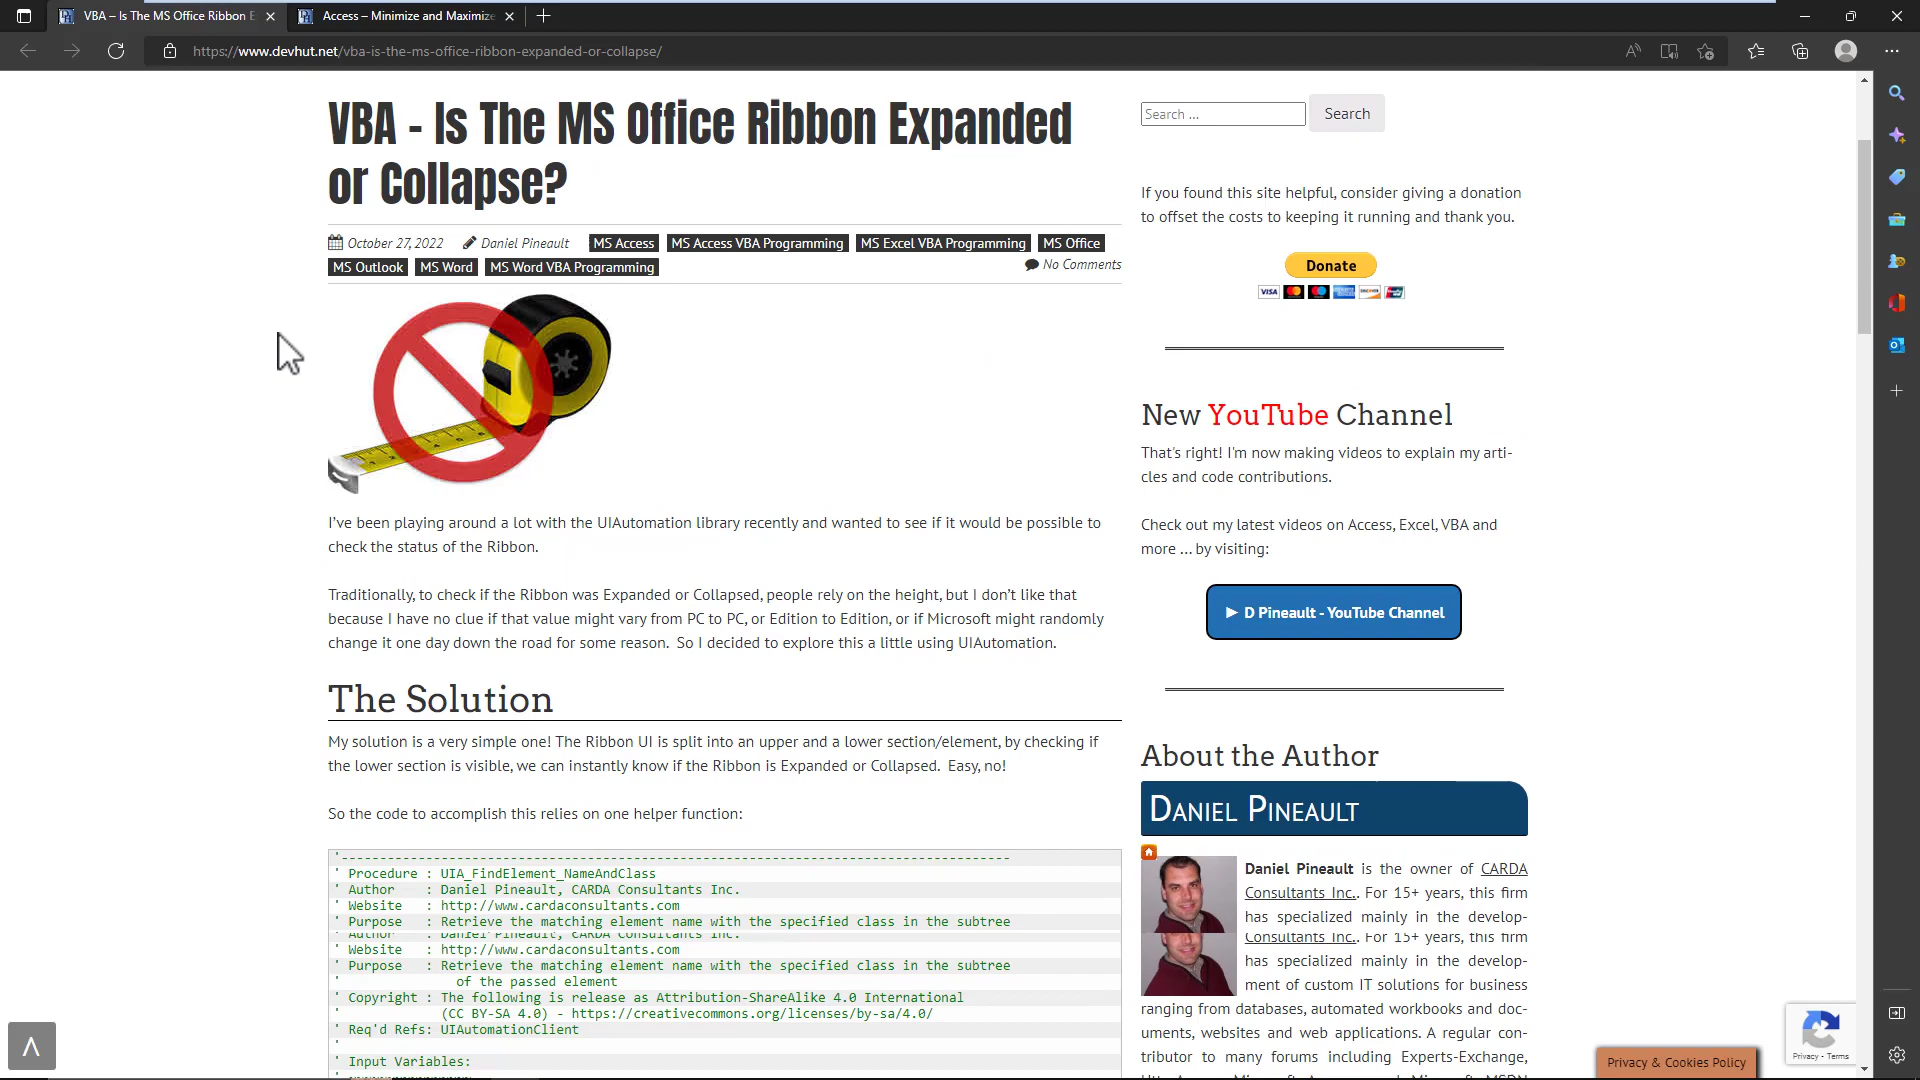 VBA – Is The MS Office Ribbon E
Access – Minimize and Maximize
https://www.devhut.net/vba-is-the-ms-office-ribbon-expanded-or-collapse/
VBA – Is The MS Office Ribbon Expanded
or Collapse?
October 27, 2022 Daniel Pineault MS Access MS Access VBA Programming MS Excel VBA Programming MS Office
MS Outlook MS Word MS Word VBA Programming No Comments
I've been playing around a lot with the UIAutomation library recently and wanted to see if it would be possible to
check the status of the Ribbon.
Traditionally, to check if the Ribbon was Expanded or Collapsed, people rely on the height, but I don't like that
because I have no clue if that value might vary from PC to PC, or Edition to Edition, or if Microsoft might randomly
change it one day down the road for some reason. So I decided to explore this a little using UIAutomation.
The Solution
My solution is a very simple one! The Ribbon UI is split into an upper and a lower section/element, by checking if
the lower section is visible, we can instantly know if the Ribbon is Expanded or Collapsed. Easy, no!
So the code to accomplish this relies on one helper function:
'---------------------------------------------------------------------------------------
' Procedure : UIA_FindElement_NameAndClass
' Author : Daniel Pineault, CARDA Consultants Inc.
' Website : http://www.cardaconsultants.com
' Purpose : Retrieve the matching element name with the specified class in the subtree
' Author : Daniel Pineault, CARDA Consultants Inc.
' Website : http://www.cardaconsultants.com
' Purpose : Retrieve the matching element name with the specified class in the subtree
' of the passed element
' Copyright : The following is release as Attribution-ShareAlike 4.0 International
' (CC BY-SA 4.0) - https://creativecommons.org/licenses/by-sa/4.0/
' Req'd Refs: UIAutomationClient
'
' Input Variables:
Search ... Search
If you found this site helpful, consider giving a donation
to offset the costs to keeping it running and thank you.
Donate
VISA
New YouTube Channel
That's right! I'm now making videos to explain my arti-
cles and code contributions.
Check out my latest videos on Access, Excel, VBA and
more ... by visiting:
► D Pineault - YouTube Channel
About the Author
Daniel Pineault
Daniel Pineault is the owner of CARDA
Consultants Inc.. For 15+ years, this firm
has specialized mainly in the develop-
Consultants Inc.. For 15+ years, this firm
has specialized mainly in the develop-
ment of custom IT solutions for business
ranging from databases, automated workbooks and doc-
uments, websites and web applications. A regular con-
tributor to many forums including Experts-Exchange,
Privacy - Terms
Privacy & Cookies Policy